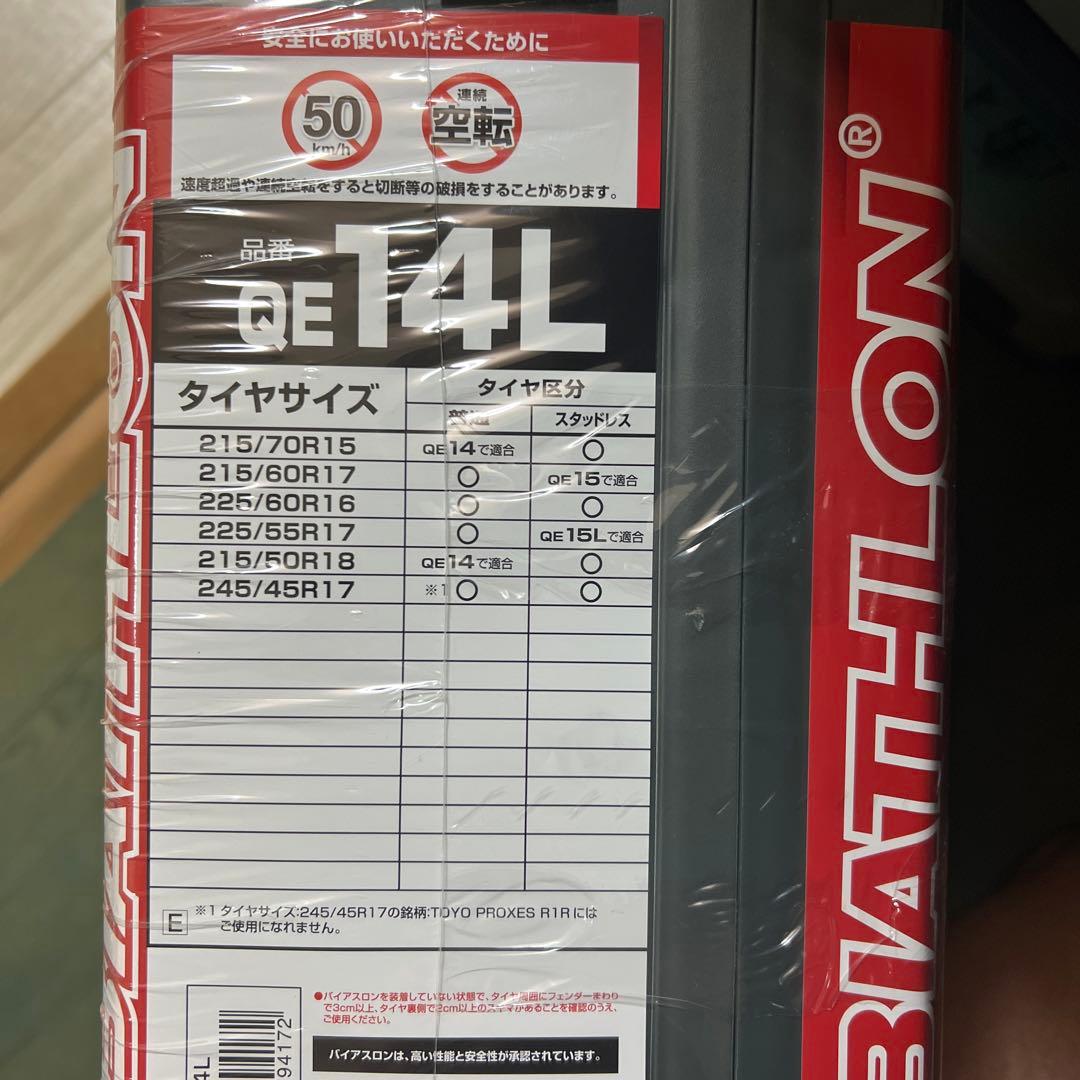 安全にお使いいただくために
50
km/h
連続
空転
速度超過や連続空転をすると切断等の破損をすることがあります。
品番
QE14L
タイヤサイズ
タイヤ区分
普通
スタッドレス
215/70R15 QE14で適合 ○
215/60R17 ○ QE15で適合
225/60R16 ○ ○
225/55R17 ○ QE15Lで適合
215/50R18 QE14で適合 ○
245/45R17 ※1○ ○
E
※1タイヤサイズ:245/45R17の銘柄:TOYO PROXES R1Rには
ご使用になれません。
●バイアスロンを装着していない状態で、タイヤ周囲にフェンダーまわり
で3cm以上、タイヤ裏側で2cm以上のスキマがあることを確認のうえ、
ご使用ください。
バイアスロンは、高い性能と安全性が承認されています。
94172
4L
BIATHLON®
BIATHLON®